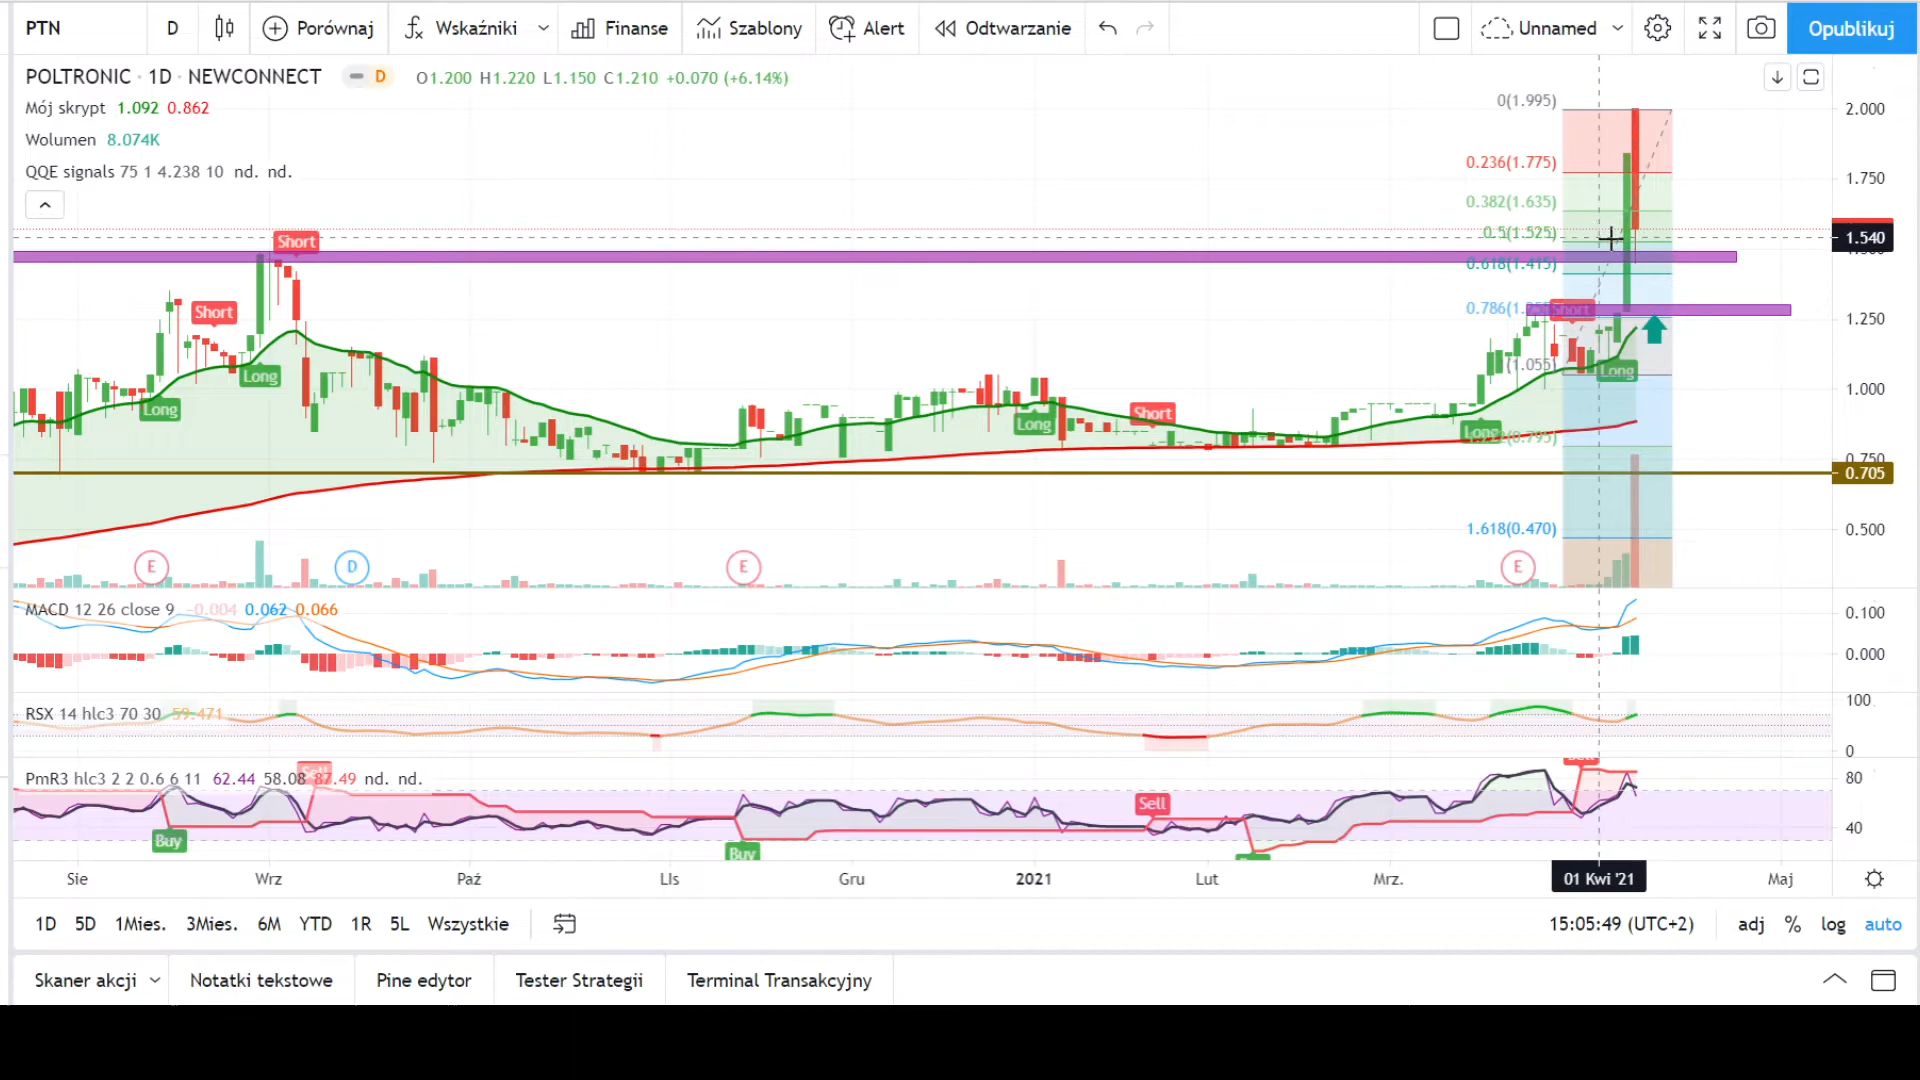 PTN D Porównaj Wskaźniki Finanse Szablony Alert Odtwarzanie Unnamed Opublikuj
POLTRONIC · 1D · NEWCONNECT D O1.200 H1.220 L1.150 C1.210 +0.070 (+6.14%)
Mój skrypt 1.092 0.862
Wolumen 8.074K
QQE signals 75 1 4.238 10 nd. nd.
0(1.995)
0.236(1.775)
0.382(1.635)
0.5(1.525)
0.618(1.415)
(1.055)
1.618(0.470)
2.000
1.750
1.540
1.250
1.000
0.750
0.705
0.500
Short
Short
Long
Long
Long
Short
Long
Short
Long
E D E E
MACD 12 26 close 9 −0.004 0.062 0.066
0.100
0.000
RSX 14 hlc3 70 30 59.471
100
0
PmR3 hlc3 2 2 0.6 6 11 62.44 58.08 87.49 nd. nd.
80
40
Sell
Buy
Buy
Sie Wrz Paź Lis Gru 2021 Lut Mrz. 01 Kwi '21 Maj
1D 5D 1Mies. 3Mies. 6M YTD 1R 5L Wszystkie 15:05:49 (UTC+2) adj % log auto
Skaner akcji Notatki tekstowe Pine edytor Tester Strategii Terminal Transakcyjny